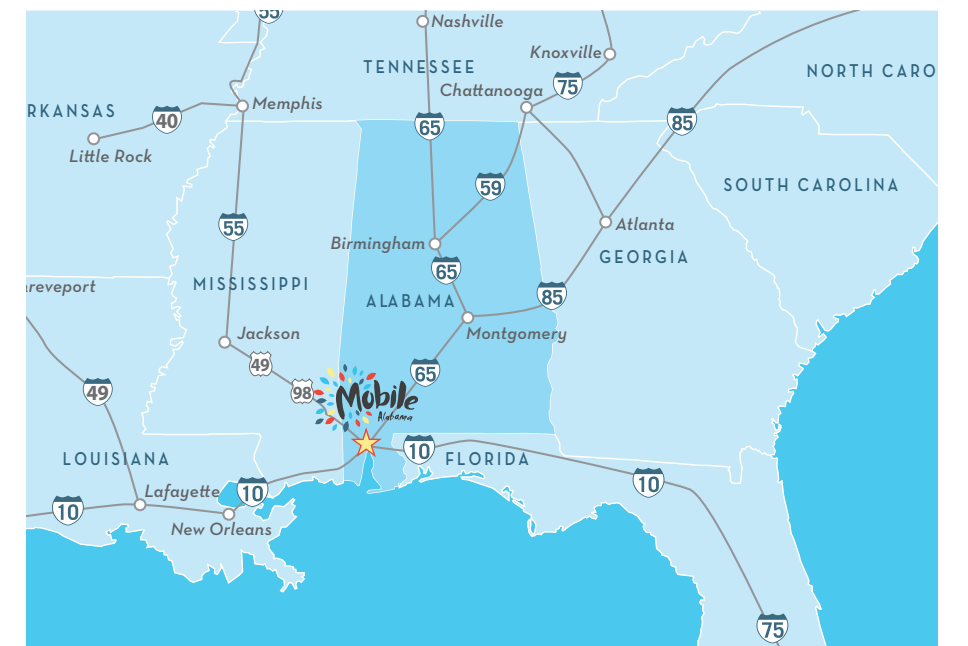 55
Nashville
Knoxville
TENNESSEE
NORTH CARO
75
Chattanooga
RKANSAS
Memphis
40
65
85
Little Rock
59
SOUTH CAROLINA
55
Atlanta
Birmingham
GEORGIA
65
MISSISSIPPI
reveport
ALABAMA
85
Jackson
Montgomery
49
65
49
98
Mobile
Alabama
10
LOUISIANA
FLORIDA
10
10
Lafayette
10
New Orleans
75